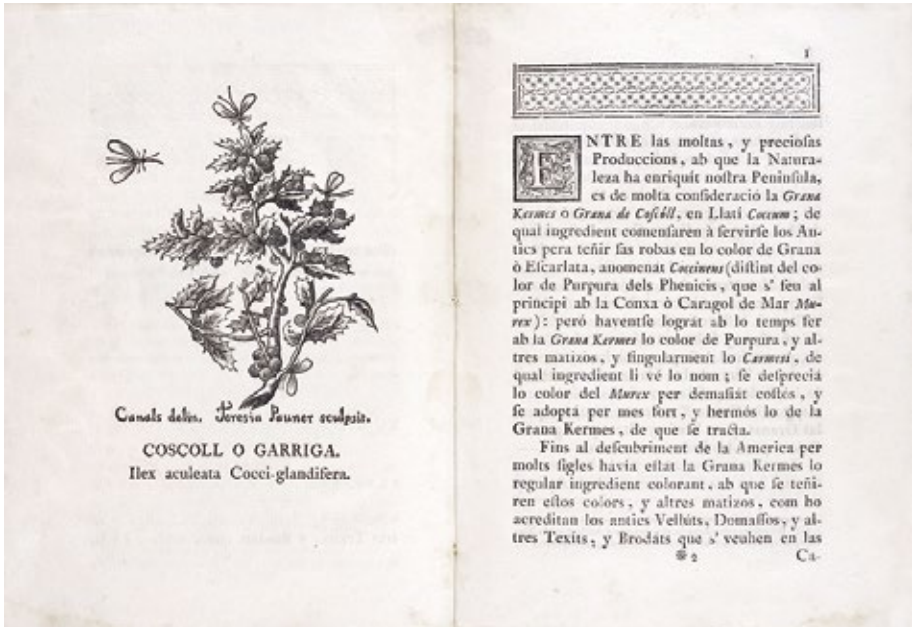 Canals delin. Teresia Pauner sculpsit.
COSCOLL O GARRIGA.
Ilex aculeata Cocci-glandifera.
1
ENTRE las moltas, y preciosas
Produccions, ab que la Natura-
leza ha enriquit nostra Peninsula,
es de molta consideració la Grana
Kermes ò Grana de Coscóll, en Llatí Coccum; de
qual ingredient comensaren à servirse los An-
tics pera teñir sas robas en lo color de Grana
ò Escarlata, anomenat Coccineus (distint del co-
lor de Purpura dels Phenicis, que s' feu al
principi ab la Conxa ò Caragol de Mar Mu-
rex): peró haventse lograt ab lo temps fer
ab la Grana Kermes lo color de Purpura, y al-
tres matizos, y singularment lo Carmesí, de
qual ingredient li vé lo nom; se despreciá
lo color del Murex per demasiat costós, y
se adoptá per mes fort, y hermós lo de la
Grana Kermes, de que se tracta.
Fins al descubriment de la America per
molts sigles havia estat la Grana Kermes lo
regular ingredient colorant, ab que se teñi-
ren estos colors, y altres matizos, com ho
acreditan los antics Velluts, Domassos, y al-
tres Texits, y Brodats que s' veuhen en las
※ 2 Ca-